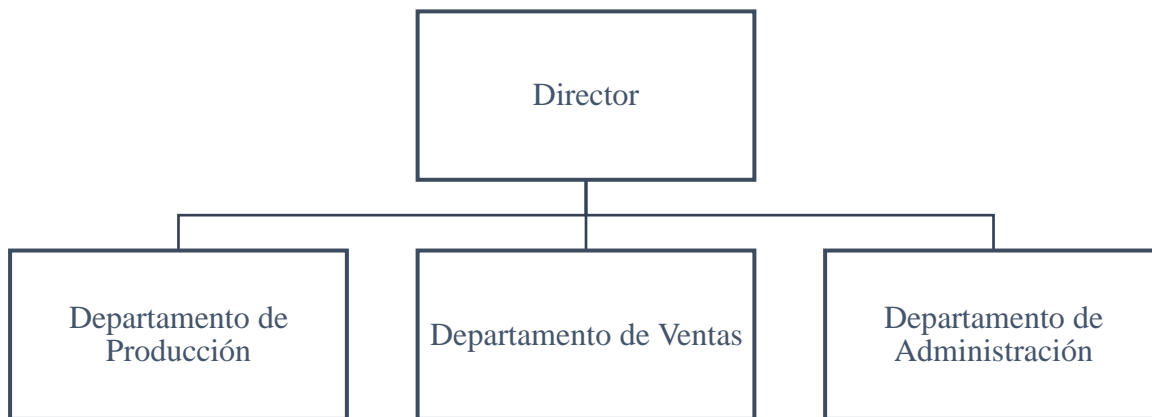 Director
Departamento de
Producción
Departamento de Ventas
Departamento de
Administración